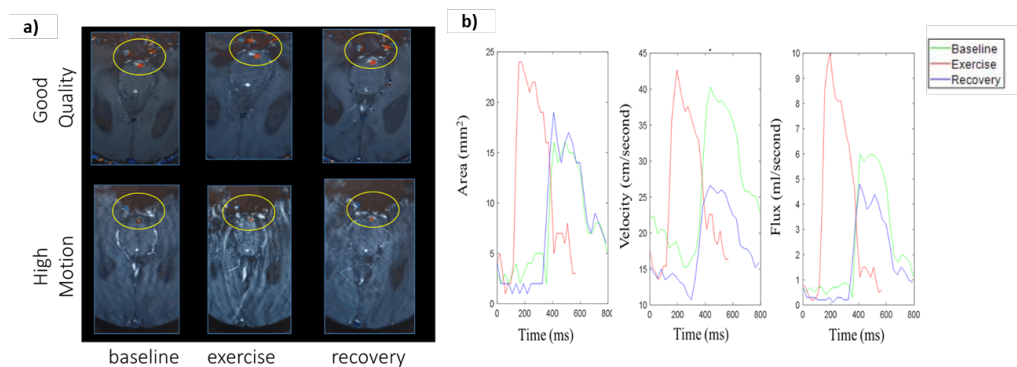 a)
Good
Quality
High
Motion
baseline
exercise
recovery
b)
Area (mm²)
25
20
15
10
5
0
0
200
400
600
800
Time (ms)
Velocity (cm/second)
45
40
35
30
25
20
15
10
0
200
400
600
800
Time (ms)
Flux (ml/second)
10
9
8
7
6
5
4
3
2
1
0
0
200
400
600
800
Time (ms)
Baseline
Exercise
Recovery